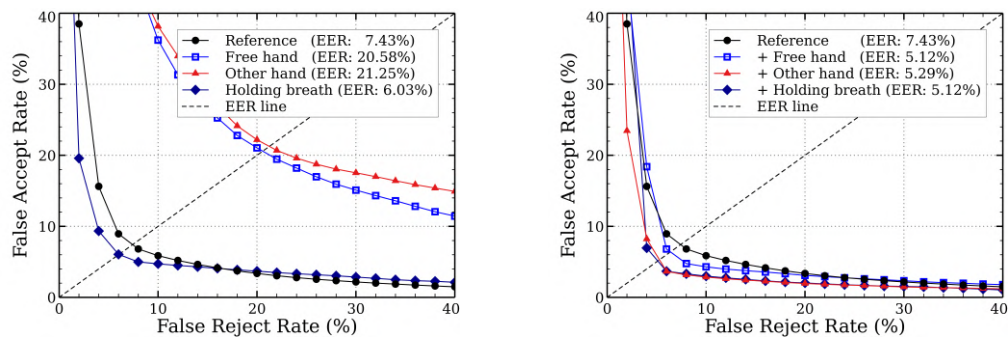 40
30
20
10
0
0
10
20
30
40
False Accept Rate (%)
False Reject Rate (%)
Reference (EER: 7.43%)
Free hand (EER: 20.58%)
Other hand (EER: 21.25%)
Holding breath (EER: 6.03%)
EER line
40
30
20
10
0
0
10
20
30
40
False Accept Rate (%)
False Reject Rate (%)
Reference (EER: 7.43%)
+ Free hand (EER: 5.12%)
+ Other hand (EER: 5.29%)
+ Holding breath (EER: 5.12%)
EER line